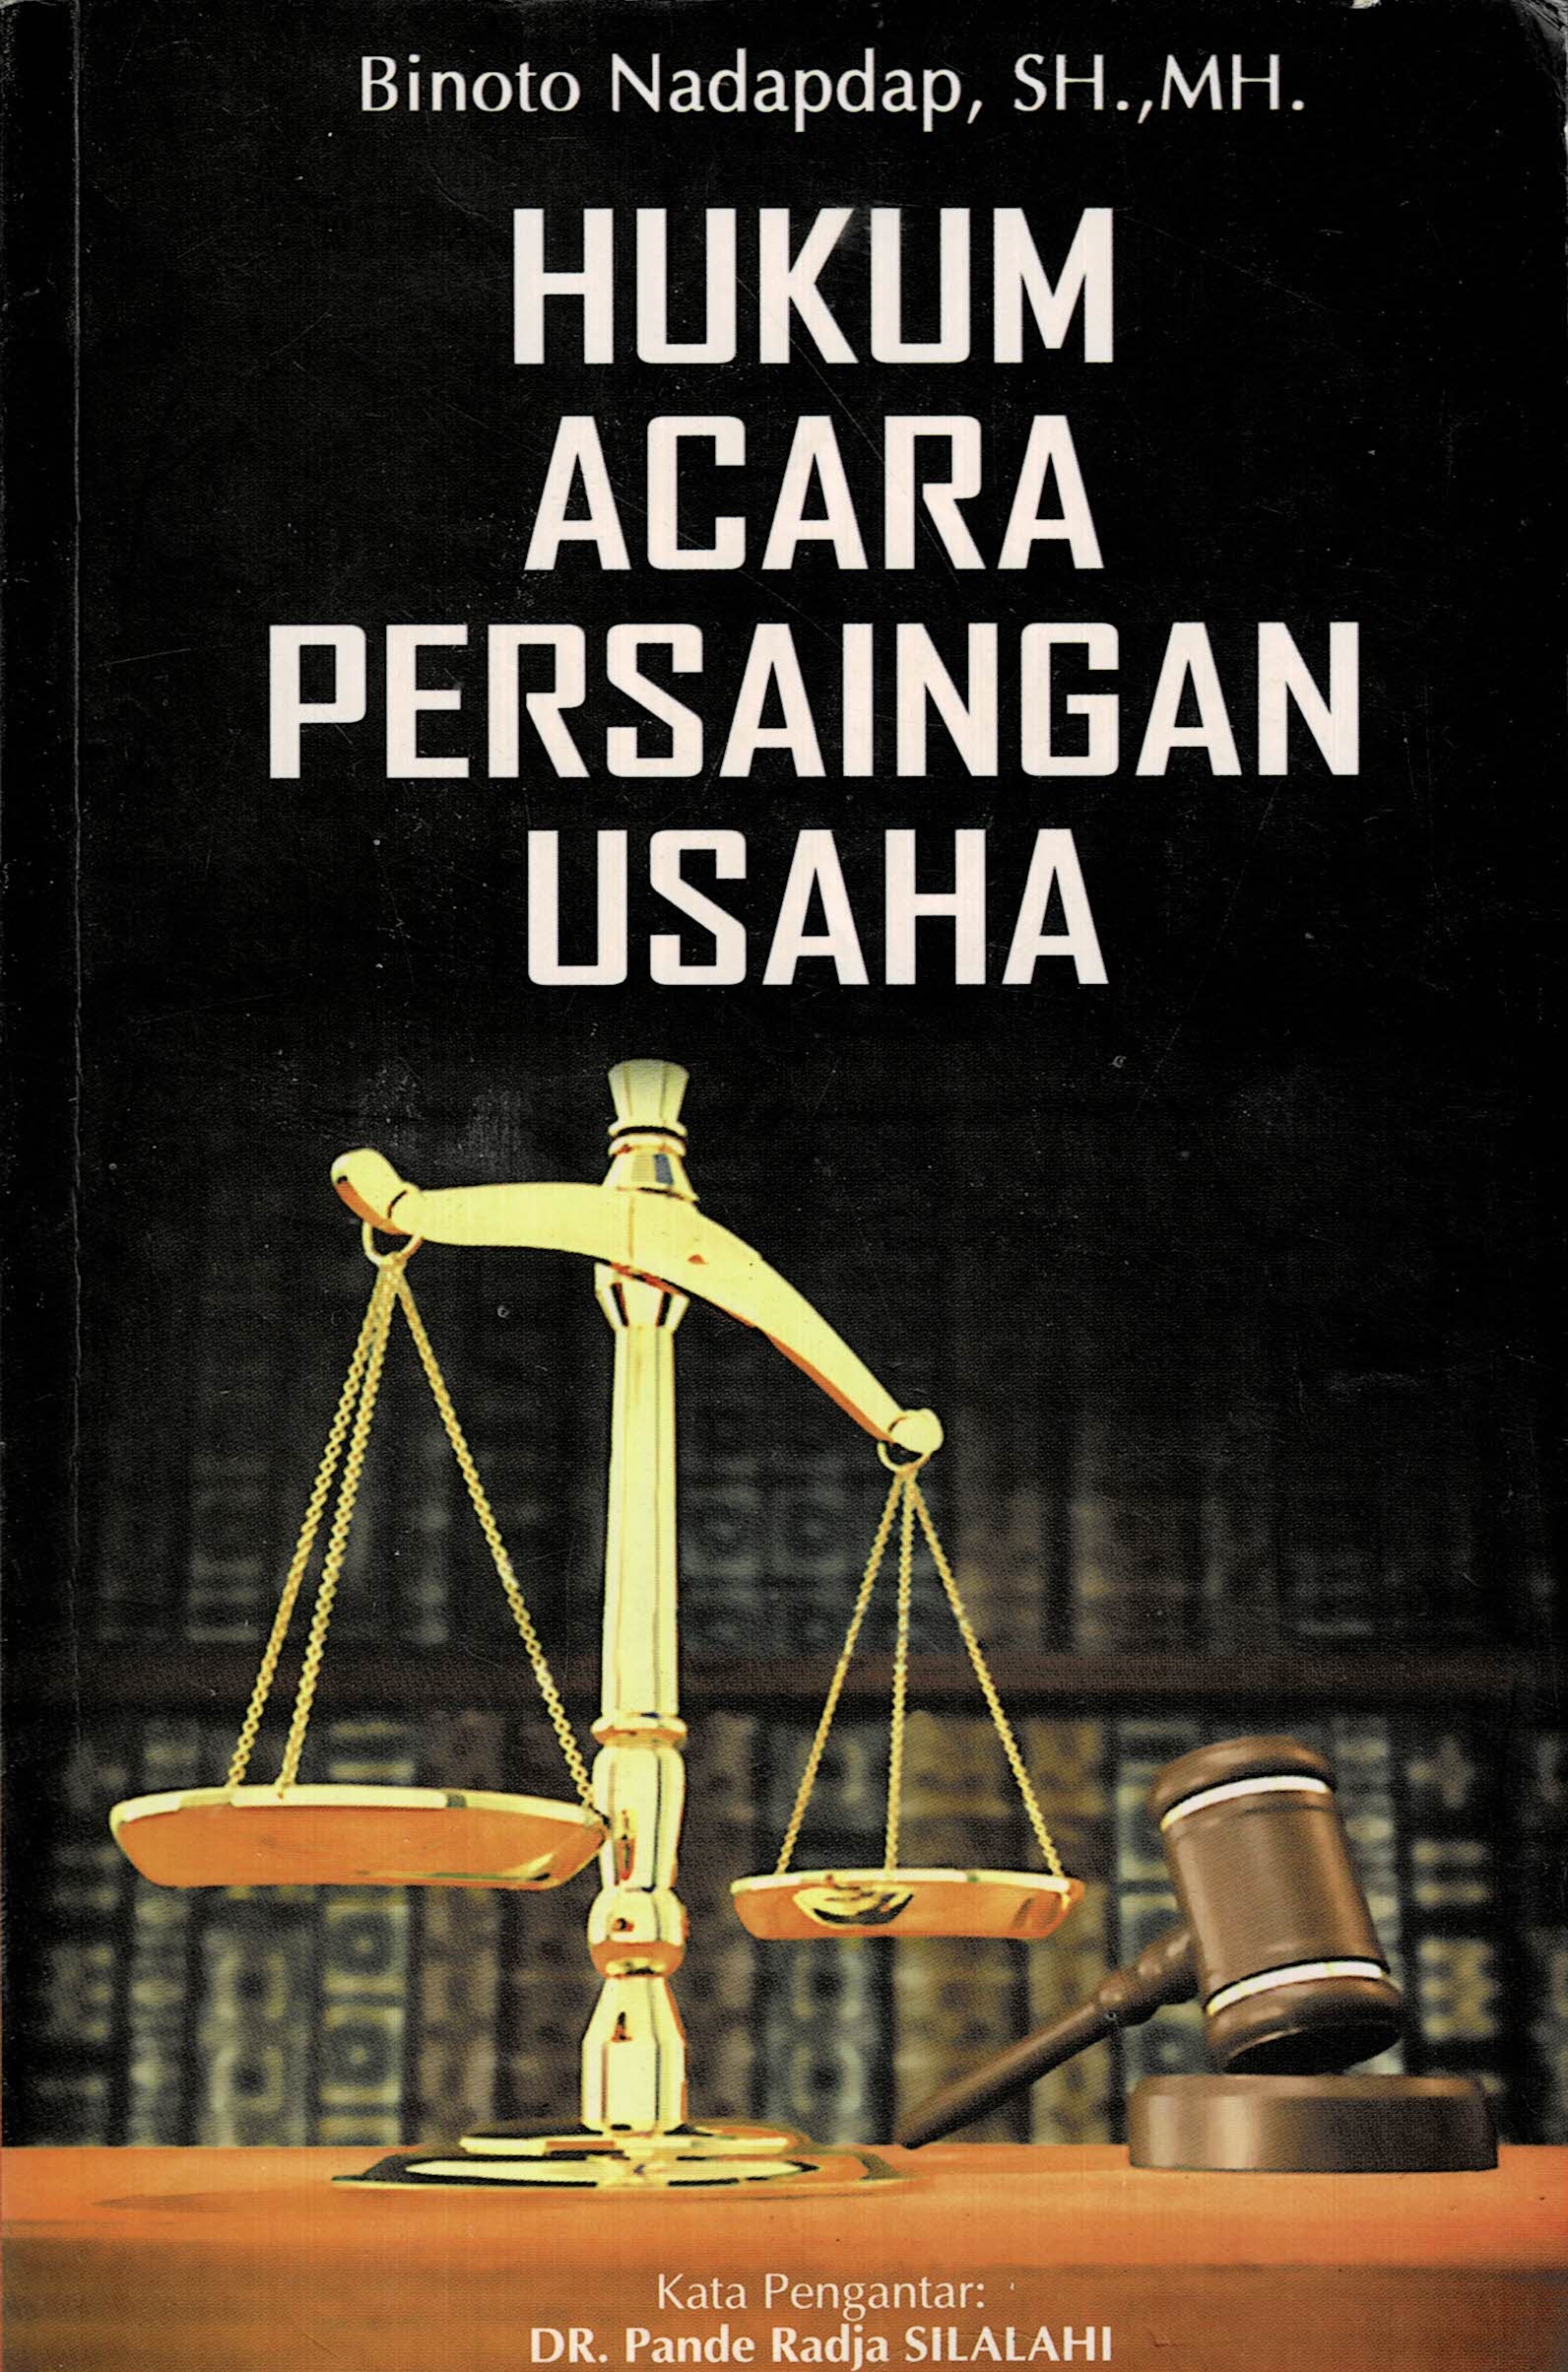 Binoto Nadapdap, SH.,MH.
HUKUM
ACARA
PERSAINGAN
USAHA
Kata Pengantar:
DR. Pande Radja SILALAHI